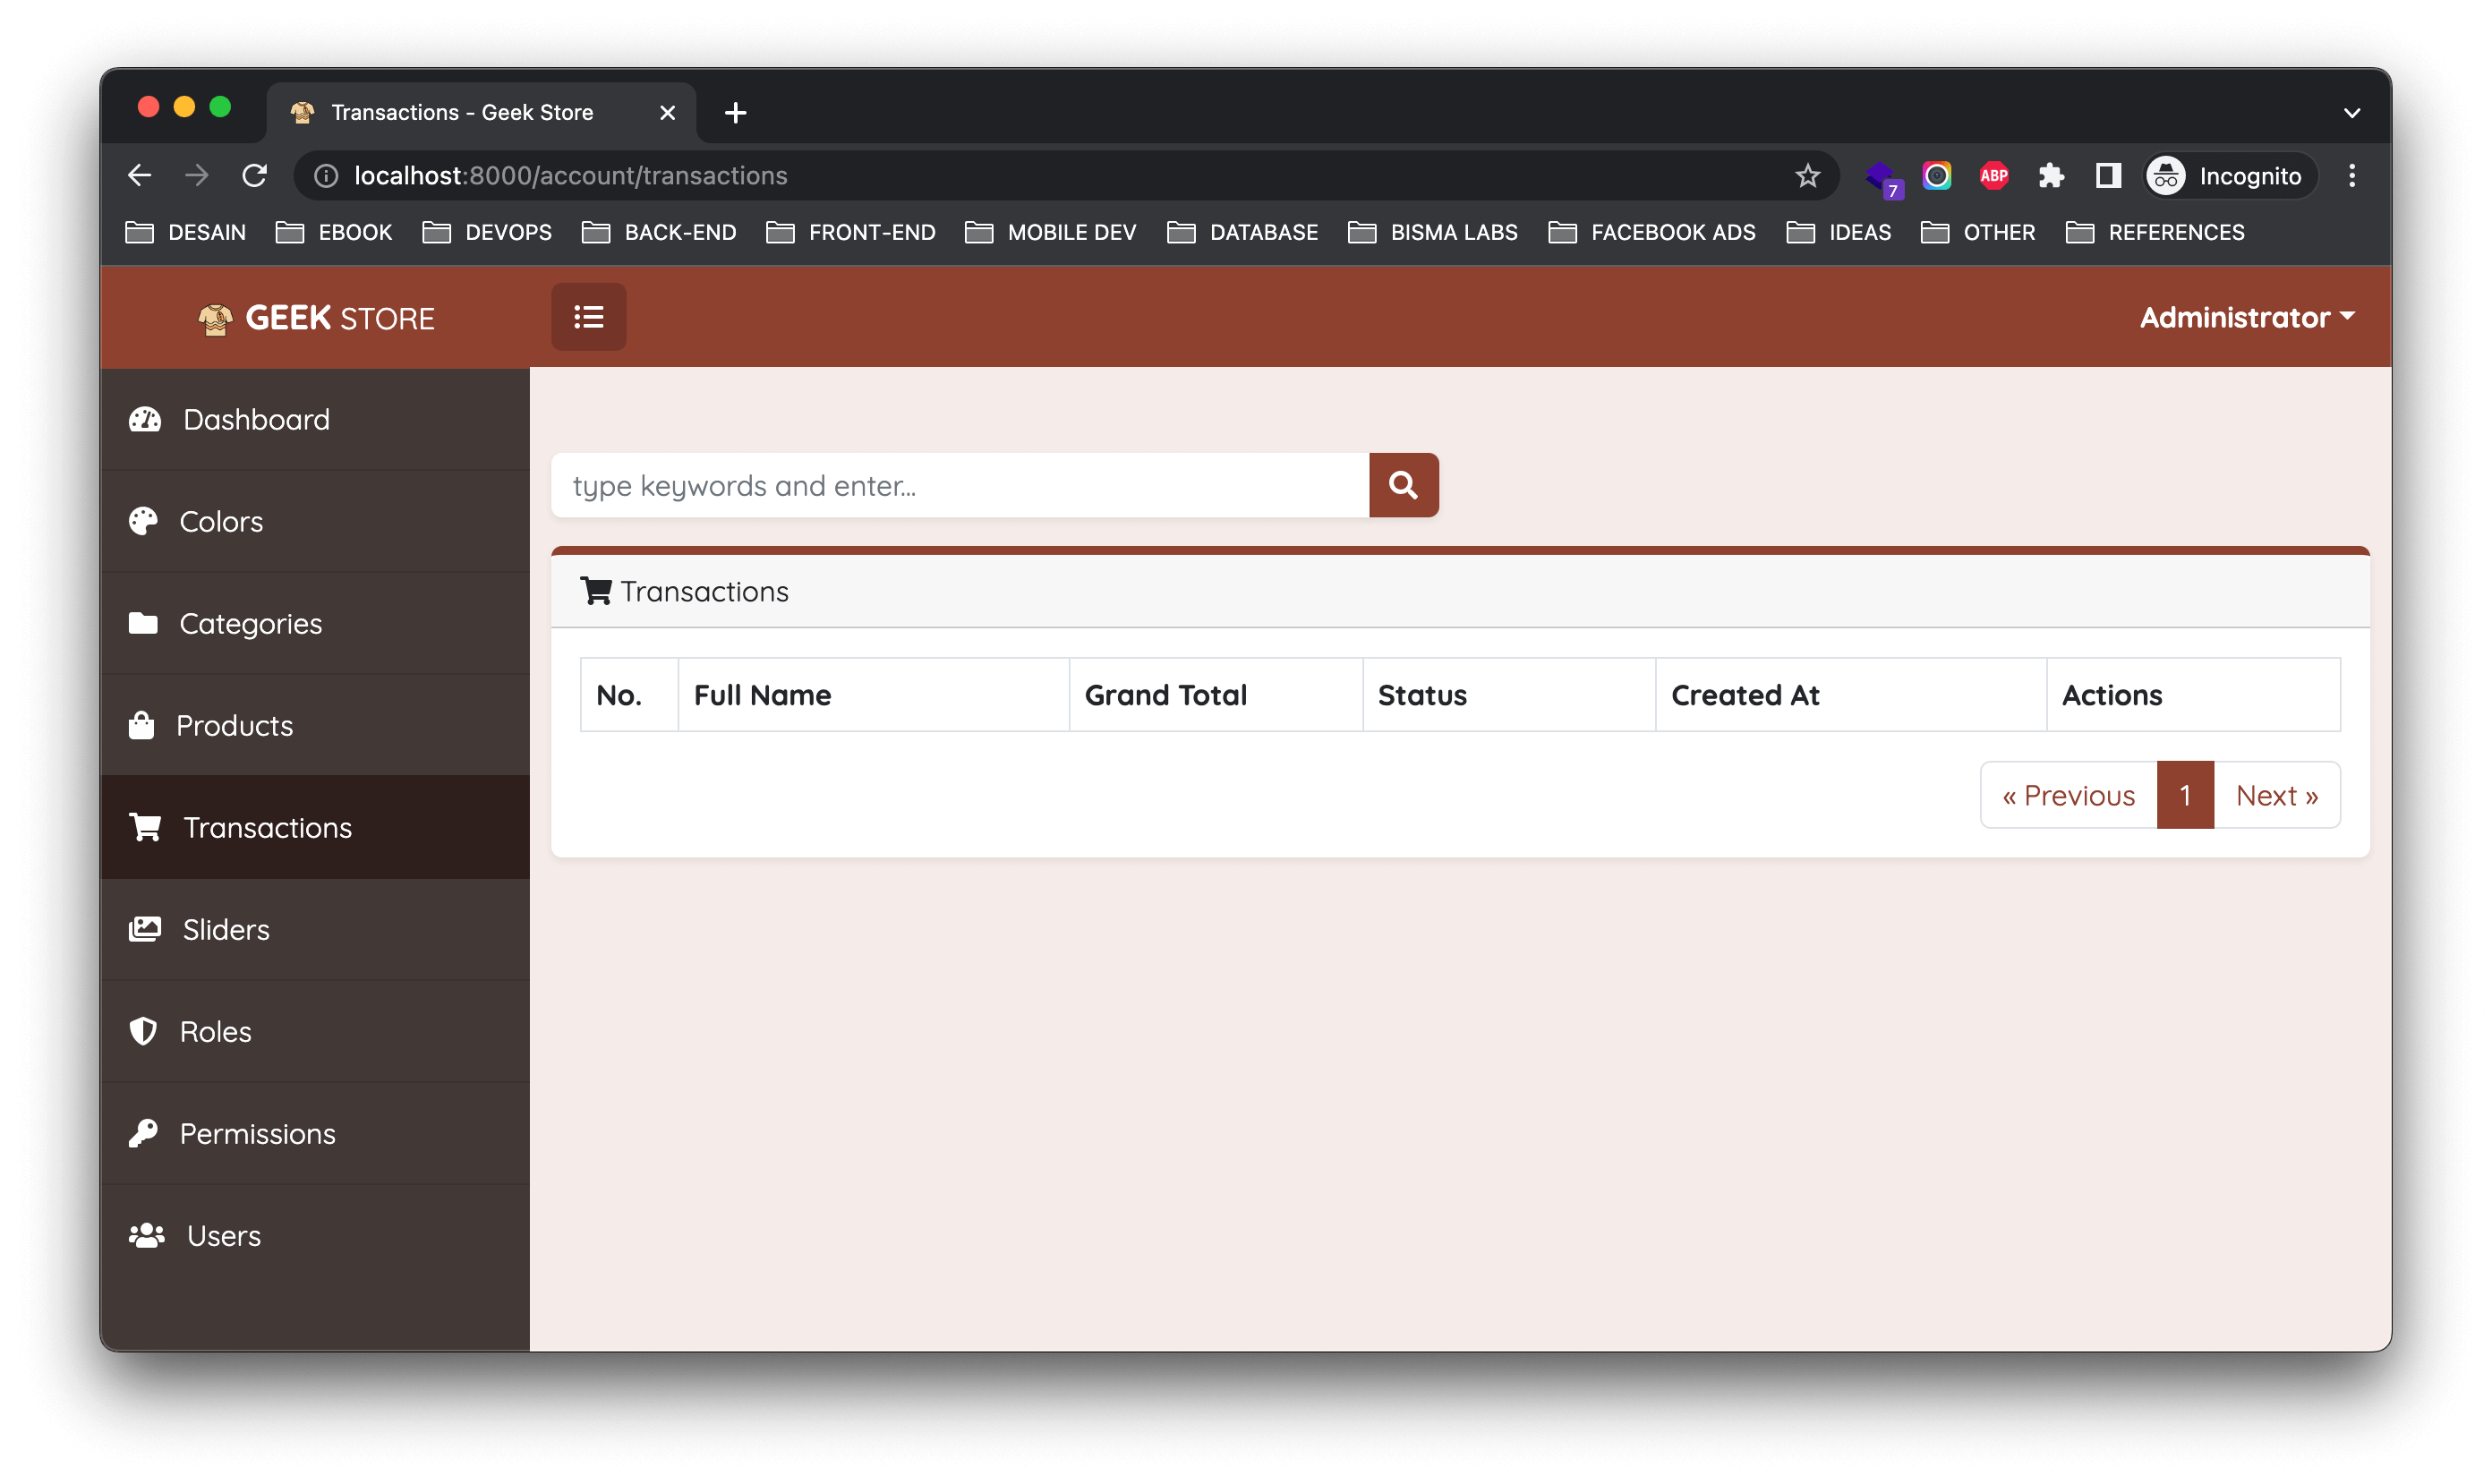 Transactions - Geek Store
localhost:8000/account/transactions
7
ABP
Incognito
DESAIN EBOOK DEVOPS BACK-END FRONT-END MOBILE DEV DATABASE BISMA LABS FACEBOOK ADS IDEAS OTHER REFERENCES
GEEK STORE
Administrator
Dashboard
Colors
Categories
Products
Transactions
Sliders
Roles
Permissions
Users
type keywords and enter...
Transactions
No. Full Name Grand Total Status Created At Actions
« Previous 1 Next »